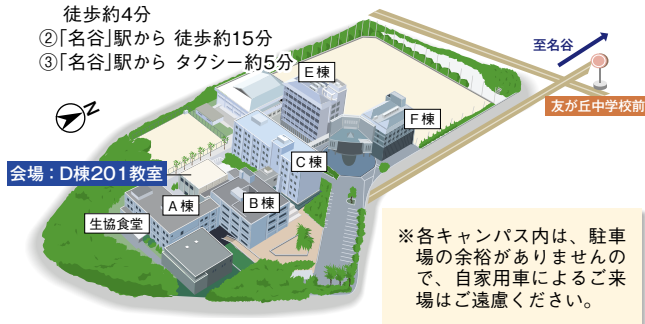 徒歩約4分
②「名谷」駅から 徒歩約15分
③「名谷」駅から タクシー約5分
至名谷
E棟
N
友が丘中学校前
F棟
C棟
会場：D棟201教室
A棟
B棟
生協食堂
※各キャンパス内は、駐車
場の余裕がありませんの
で、自家用車によるご来
場はご遠慮ください。